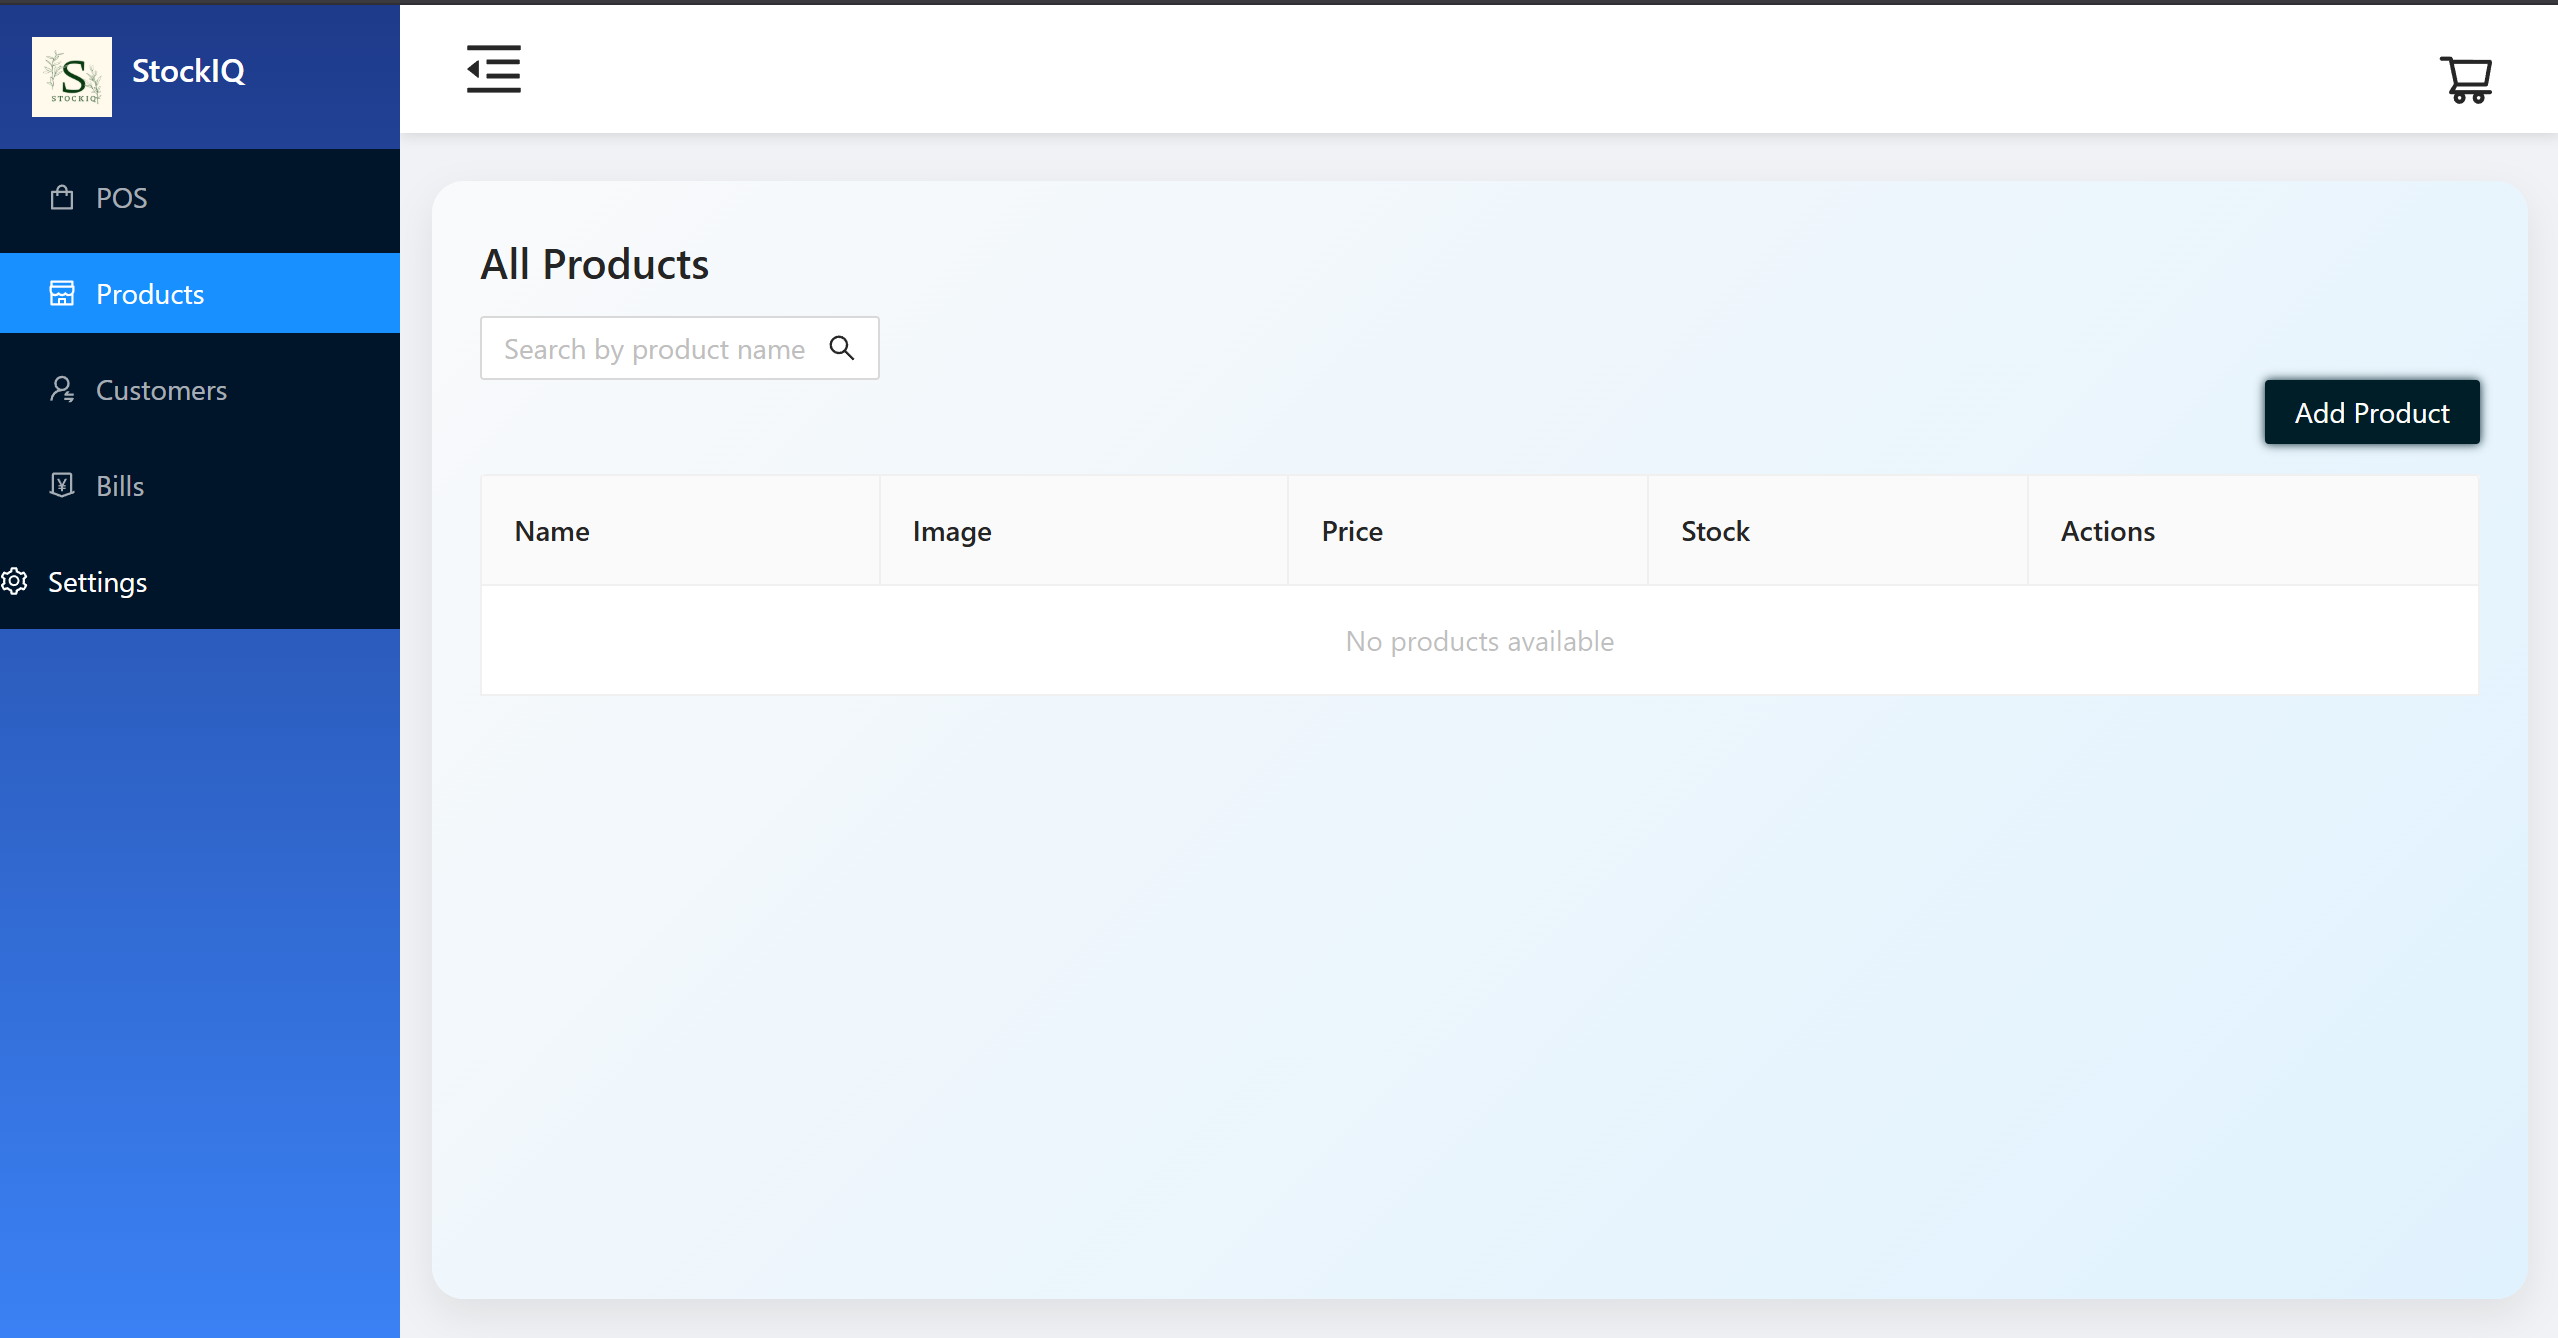 S
STOCKIQ
StockIQ
POS
Products
Customers
Bills
Settings
All Products
Search by product name
Add Product
Name Image Price Stock Actions
No products available